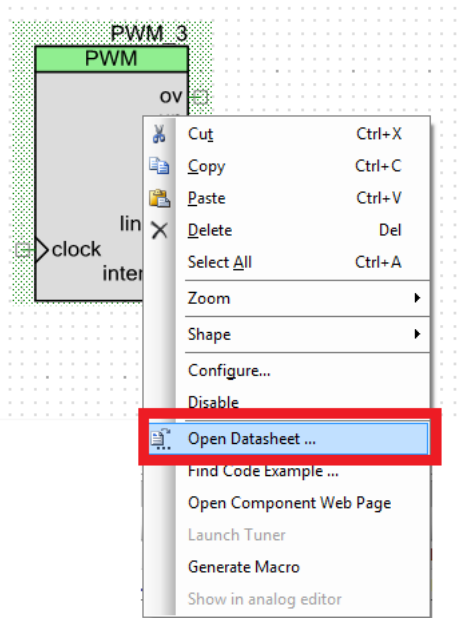 PWM_3
PWM
ov
lin
clock
inter
Cut Ctrl+X
Copy Ctrl+C
Paste Ctrl+V
Delete Del
Select All Ctrl+A
Zoom
Shape
Configure...
Disable
Open Datasheet ...
Find Code Example ...
Open Component Web Page
Launch Tuner
Generate Macro
Show in analog editor